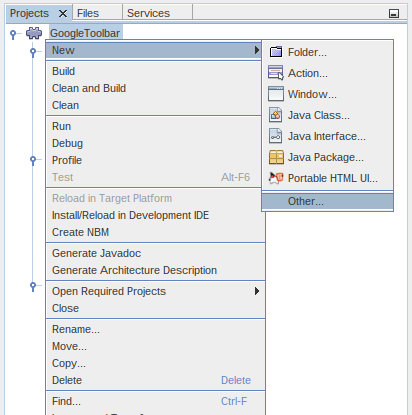 Projects Files Services
GoogleToolbar
New
Build
Clean and Build
Clean
Run
Debug
Profile
Test Alt-F6
Reload in Target Platform
Install/Reload in Development IDE
Create NBM
Generate Javadoc
Generate Architecture Description
Open Required Projects
Close
Rename...
Move...
Copy...
Delete Delete
Find... Ctrl-F
Folder...
Action...
Window...
Java Class...
Java Interface...
Java Package...
Portable HTML UI...
Other...